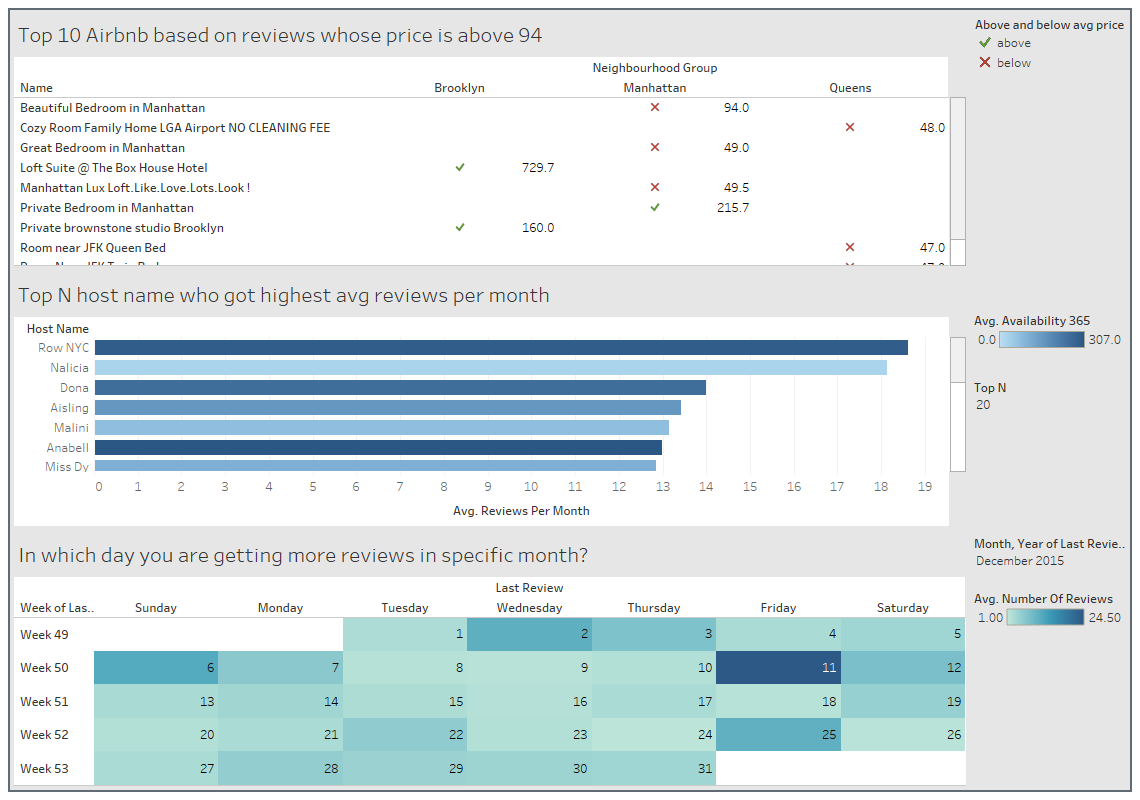 Top 10 Airbnb based on reviews whose price is above 94
Neighbourhood Group
Name Brooklyn Manhattan Queens
Beautiful Bedroom in Manhattan 94.0
Cozy Room Family Home LGA Airport NO CLEANING FEE 48.0
Great Bedroom in Manhattan 49.0
Loft Suite @ The Box House Hotel 729.7
Manhattan Lux Loft.Like.Love.Lots.Look ! 49.5
Private Bedroom in Manhattan 215.7
Private brownstone studio Brooklyn 160.0
Room near JFK Queen Bed 47.0
Above and below avg price
above
below
Top N host name who got highest avg reviews per month
Host Name
Row NYC
Nalicia
Dona
Aisling
Malini
Anabell
Miss Dy
0 1 2 3 4 5 6 7 8 9 10 11 12 13 14 15 16 17 18 19
Avg. Reviews Per Month
Avg. Availability 365
0.0 307.0
Top N
20
In which day you are getting more reviews in specific month?
Last Review
Week of Las.. Sunday Monday Tuesday Wednesday Thursday Friday Saturday
Week 49 1 2 3 4 5
Week 50 6 7 8 9 10 11 12
Week 51 13 14 15 16 17 18 19
Week 52 20 21 22 23 24 25 26
Week 53 27 28 29 30 31
Month, Year of Last Revie..
December 2015
Avg. Number Of Reviews
1.00 24.50